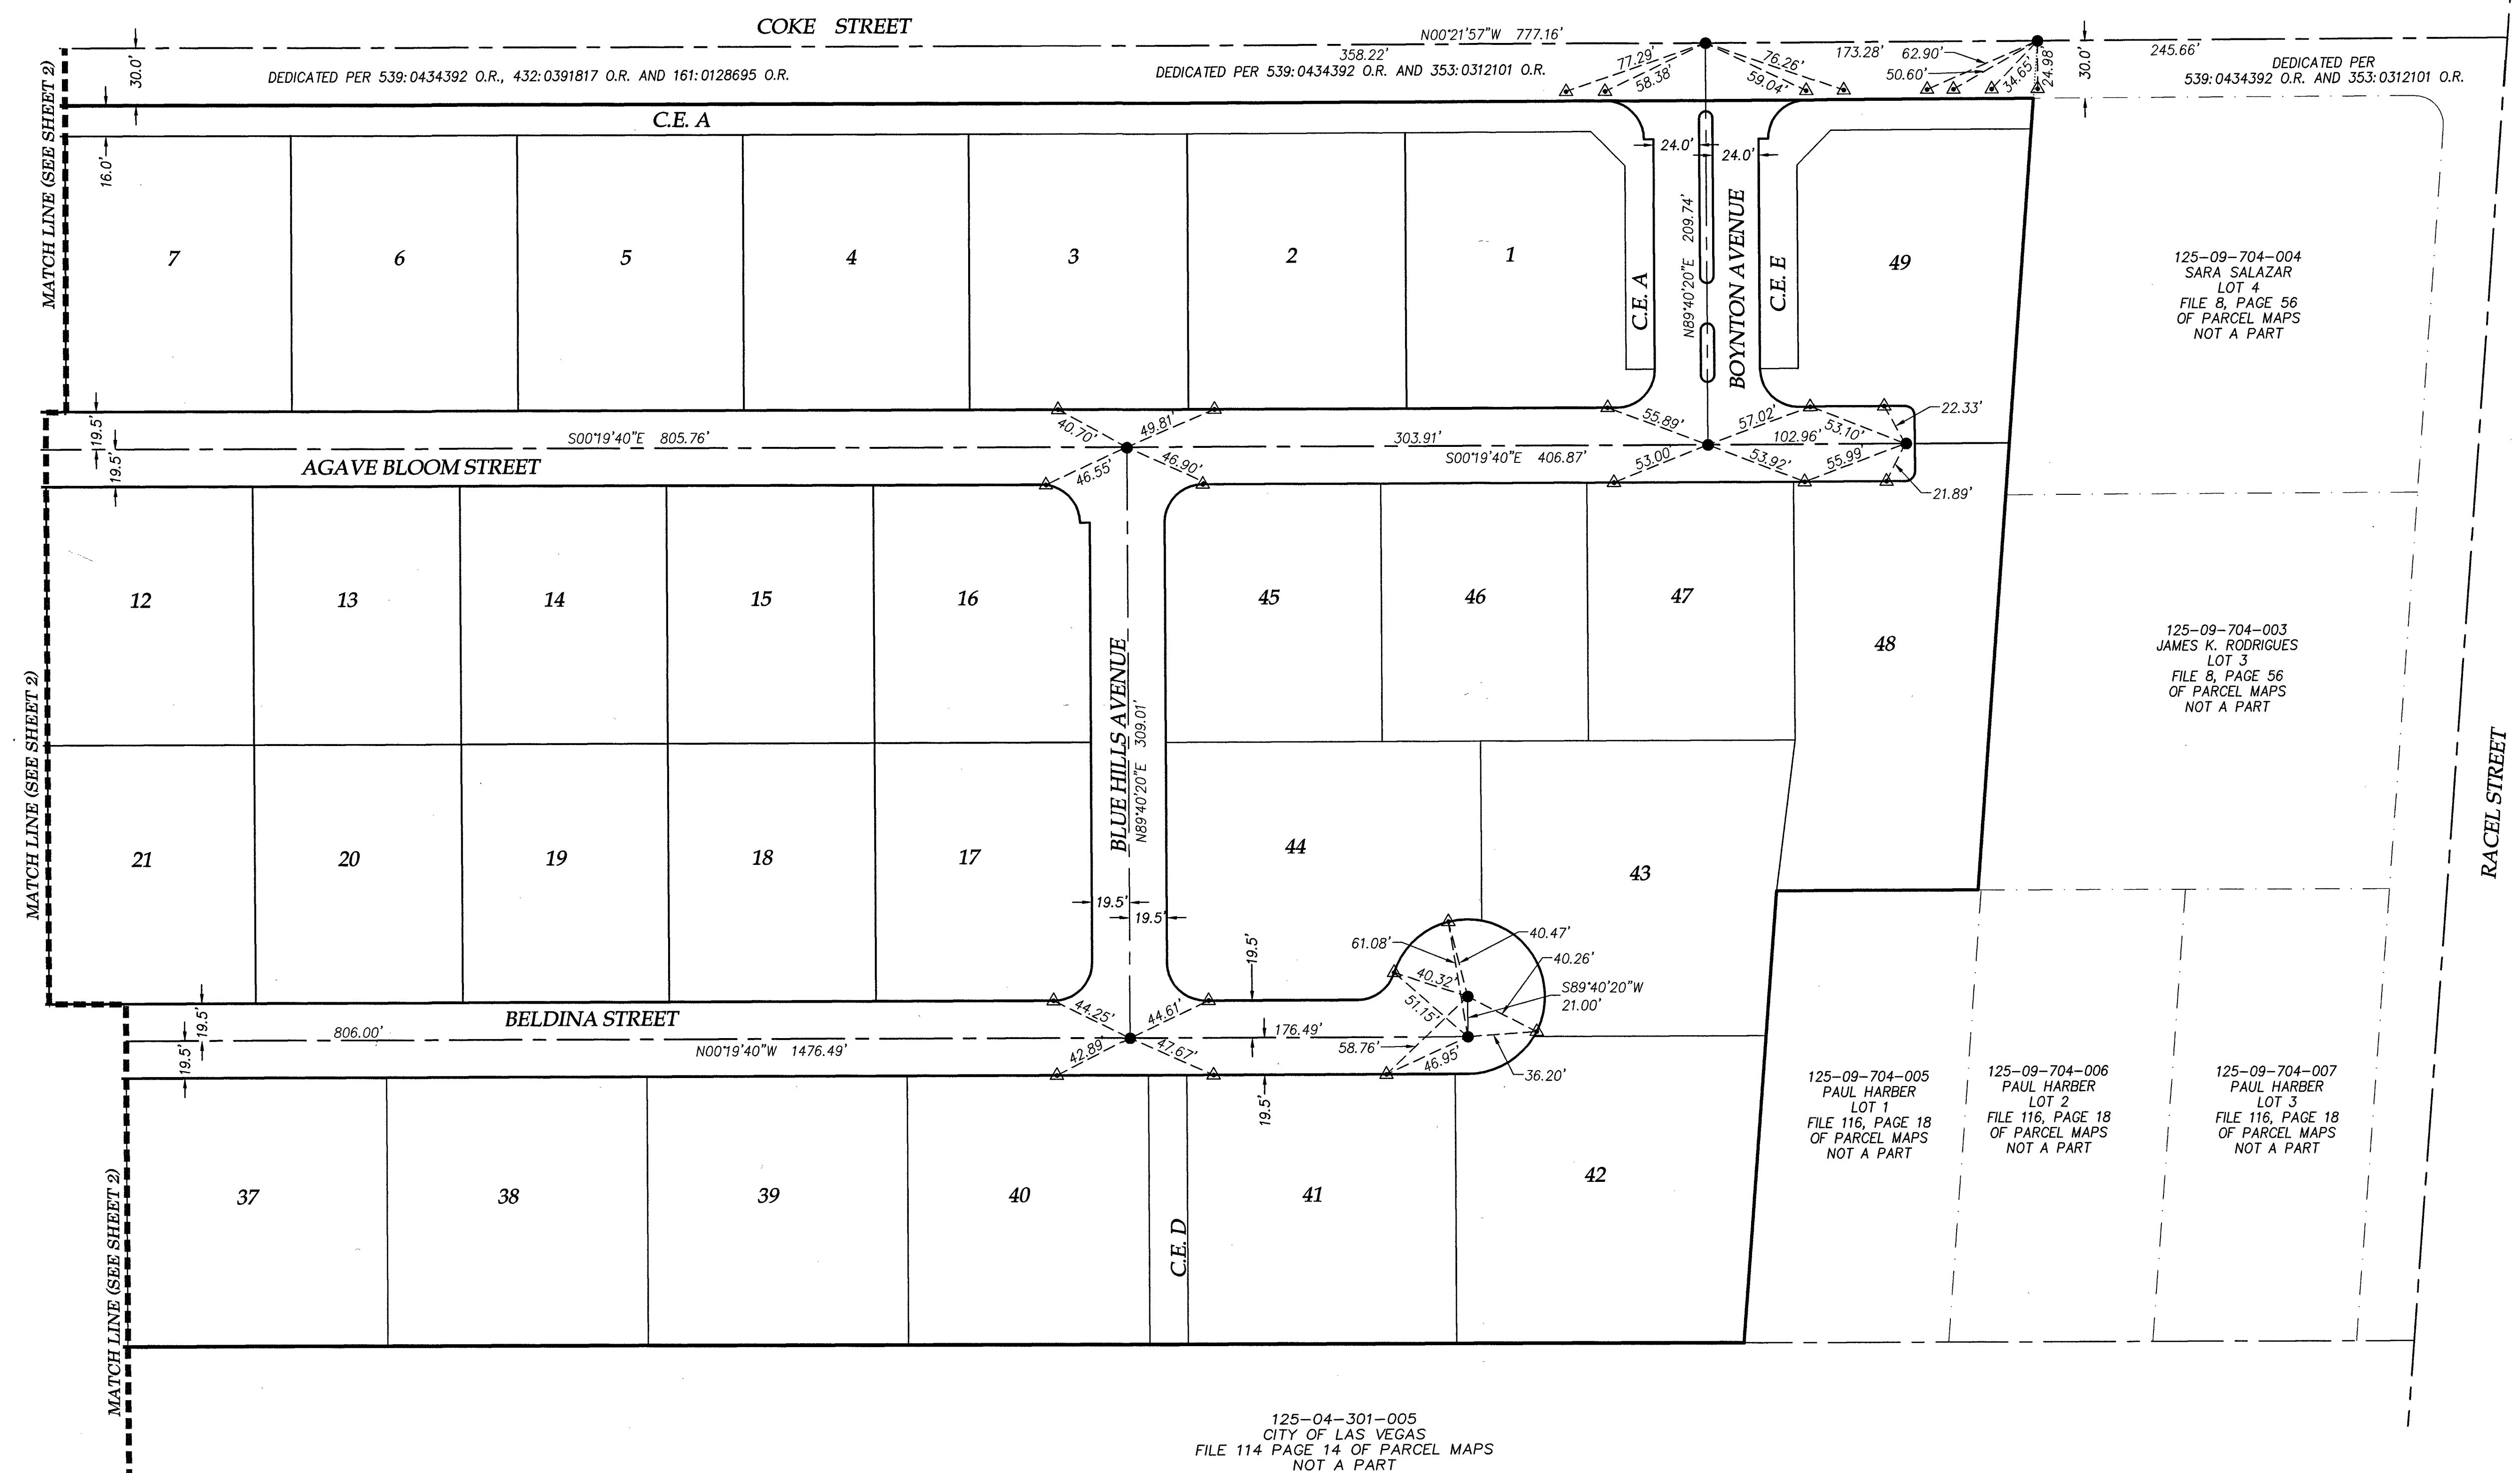 COKE STREET
N00°21'57"W 777.16'
358.22'
173.28'
245.66'
30.0'
DEDICATED PER 539:0434392 O.R., 432:0391817 O.R. AND 161:0128695 O.R.
DEDICATED PER 539:0434392 O.R. AND 353:0312101 O.R.
77.29'
58.38'
76.26'
59.04'
62.90'
50.60'
34.65'
24.98'
30.0'
DEDICATED PER
539:0434392 O.R. AND 353:0312101 O.R.
MATCH LINE (SEE SHEET 2)
C.E. A
16.0'
24.0'
24.0'
7
6
5
4
3
2
1
C.E. A
N89°40'20"E 209.74'
BOYNTON AVENUE
C.E. E
49
125-09-704-004
SARA SALAZAR
LOT 4
FILE 8, PAGE 56
OF PARCEL MAPS
NOT A PART
19.5'
19.5'
S00°19'40"E 805.76'
AGAVE BLOOM STREET
40.70'
49.81'
46.55'
46.90'
303.91'
S00°19'40"E 406.87'
55.89'
57.02'
53.10'
102.96'
22.33'
53.00'
53.92'
55.99'
21.89'
12
13
14
15
16
45
46
47
48
125-09-704-003
JAMES K. RODRIGUES
LOT 3
FILE 8, PAGE 56
OF PARCEL MAPS
NOT A PART
MATCH LINE (SEE SHEET 2)
BLUE HILLS AVENUE
N89°40'20"E 309.01'
RACEL STREET
21
20
19
18
17
44
43
19.5'
19.5'
19.5'
61.08'
40.47'
40.26'
40.32'
51.15'
S89°40'20"W
21.00'
19.5'
19.5'
806.00'
BELDINA STREET
N00°19'40"W 1476.49'
44.25'
44.61'
42.89'
47.67'
176.49'
58.76'
46.95'
36.20'
19.5'
125-09-704-005
PAUL HARBER
LOT 1
FILE 116, PAGE 18
OF PARCEL MAPS
NOT A PART
125-09-704-006
PAUL HARBER
LOT 2
FILE 116, PAGE 18
OF PARCEL MAPS
NOT A PART
125-09-704-007
PAUL HARBER
LOT 3
FILE 116, PAGE 18
OF PARCEL MAPS
NOT A PART
37
38
39
40
C.E. D
41
42
MATCH LINE (SEE SHEET 2)
125-04-301-005
CITY OF LAS VEGAS
FILE 114 PAGE 14 OF PARCEL MAPS
NOT A PART